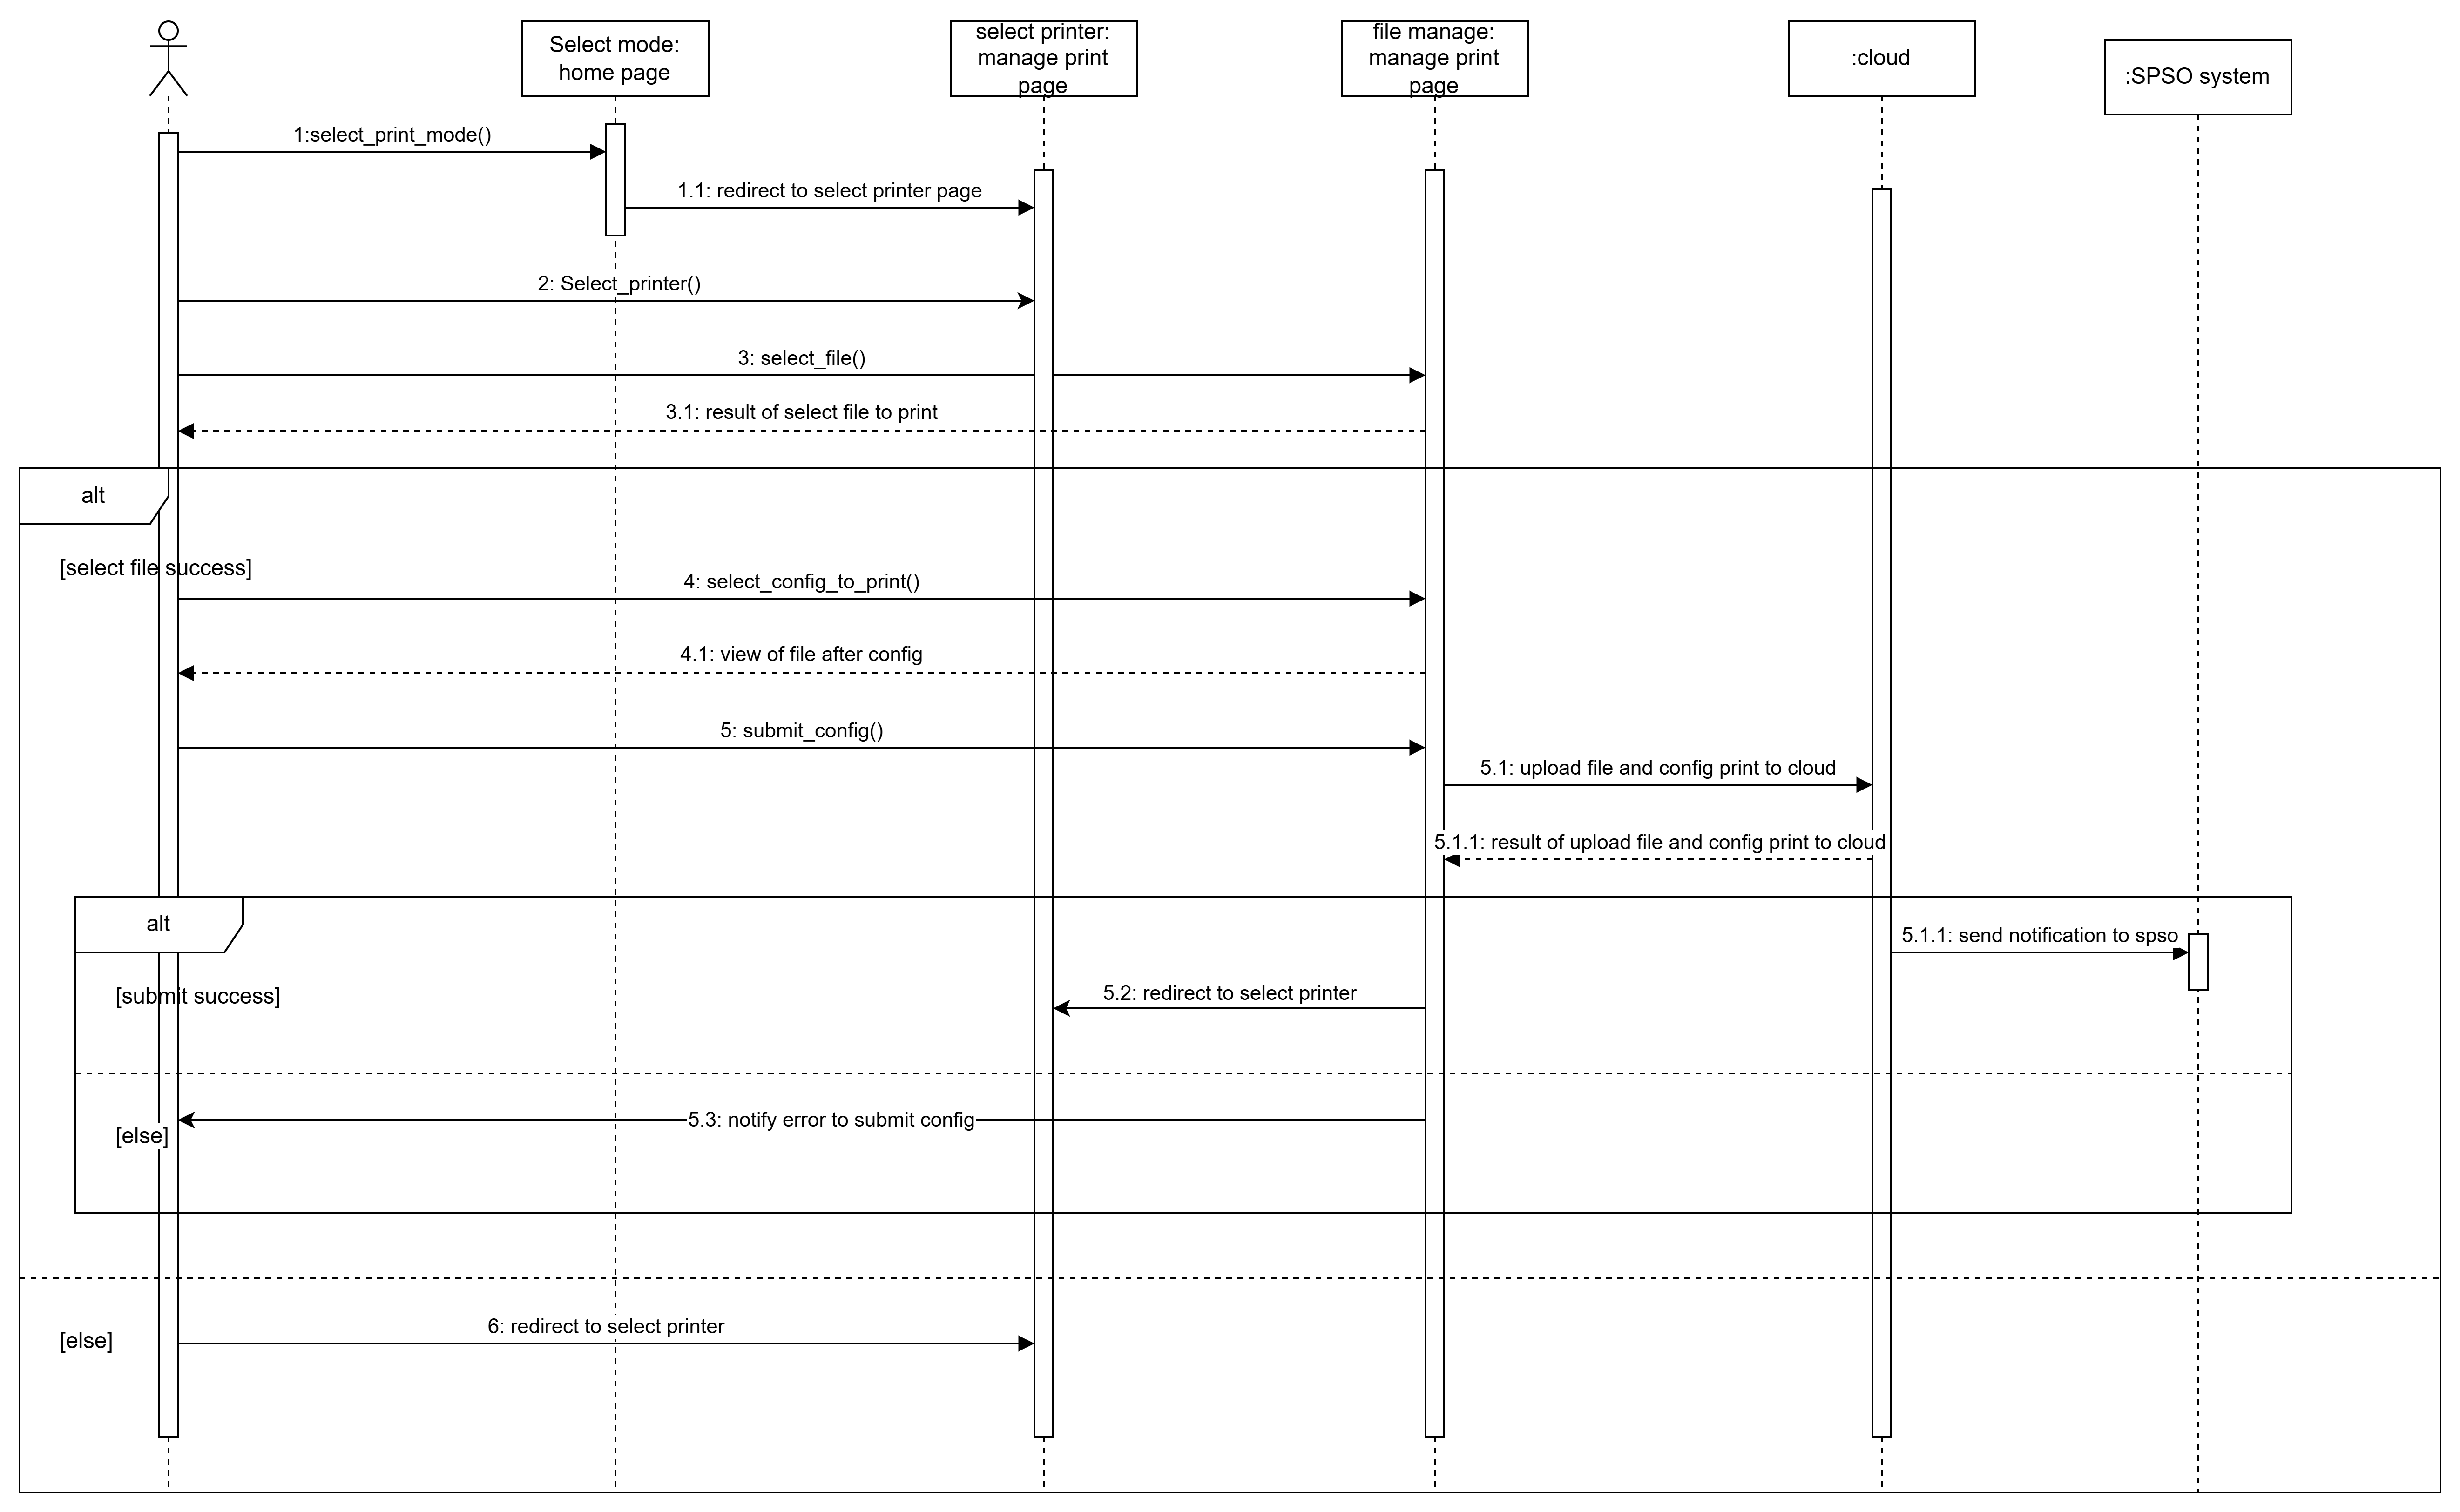 Select mode:
home page
select printer:
manage print
page
file manage:
manage print
page
:cloud
:SPSO system
1:select_print_mode()
1.1: redirect to select printer page
2: Select_printer()
3: select_file()
3.1: result of select file to print
alt
[select file success]
4: select_config_to_print()
4.1: view of file after config
5: submit_config()
5.1: upload file and config print to cloud
5.1.1: result of upload file and config print to cloud
alt
5.1.1: send notification to spso
[submit success]
5.2: redirect to select printer
5.3: notify error to submit config
[else]
6: redirect to select printer
[else]